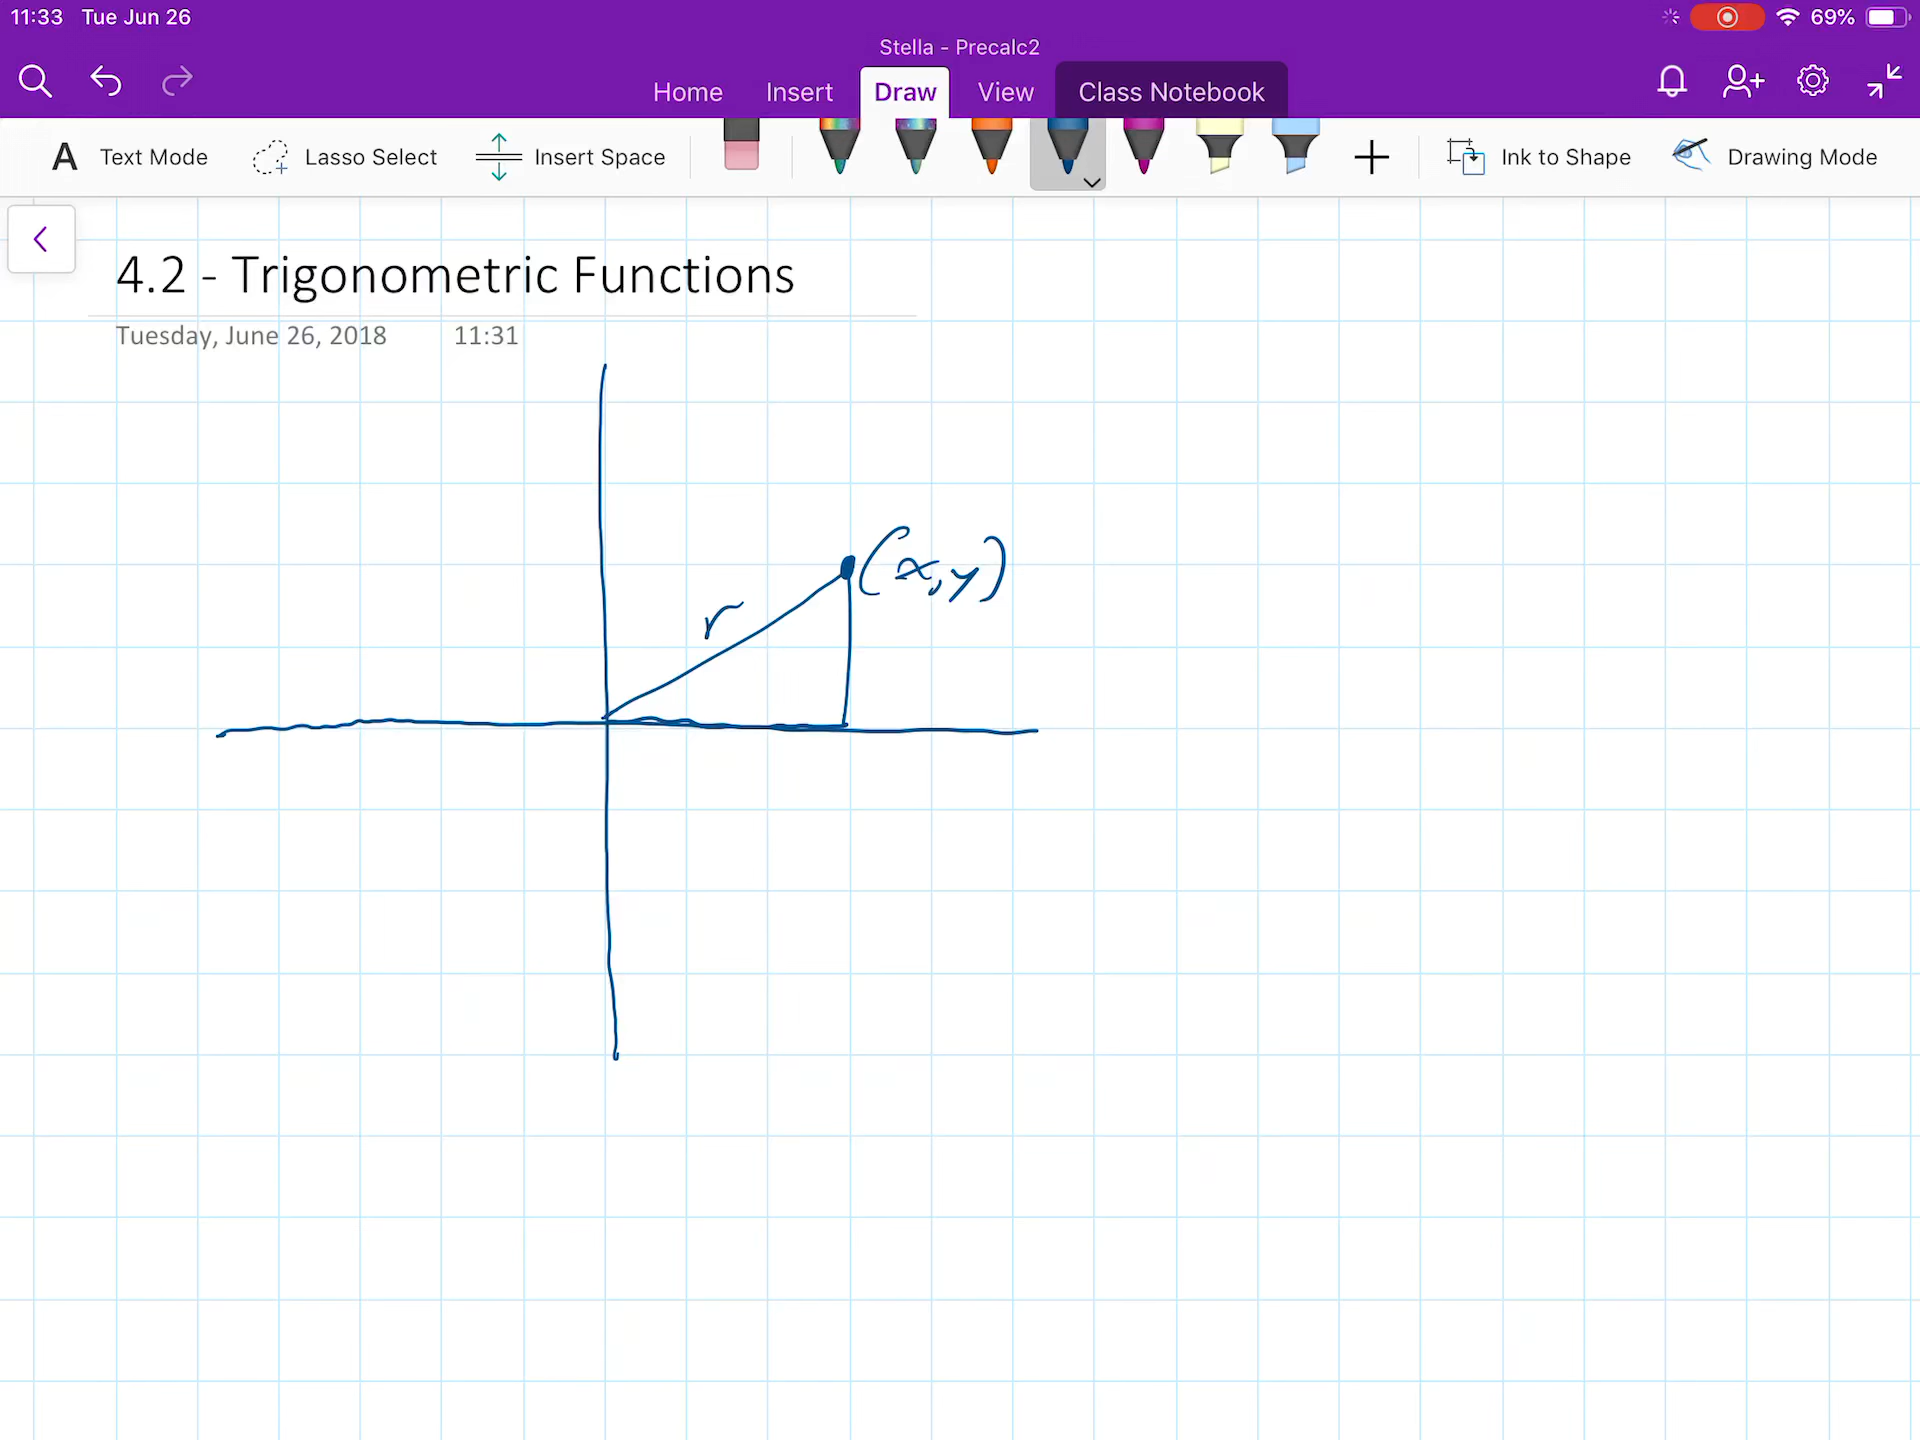 11:33 Tue Jun 26 69%
Stella - Precalc2
Home Insert Draw View Class Notebook
A Text Mode Lasso Select Insert Space Ink to Shape Drawing Mode
4.2 - Trigonometric Functions
Tuesday, June 26, 2018 11:31
(x,y)
r